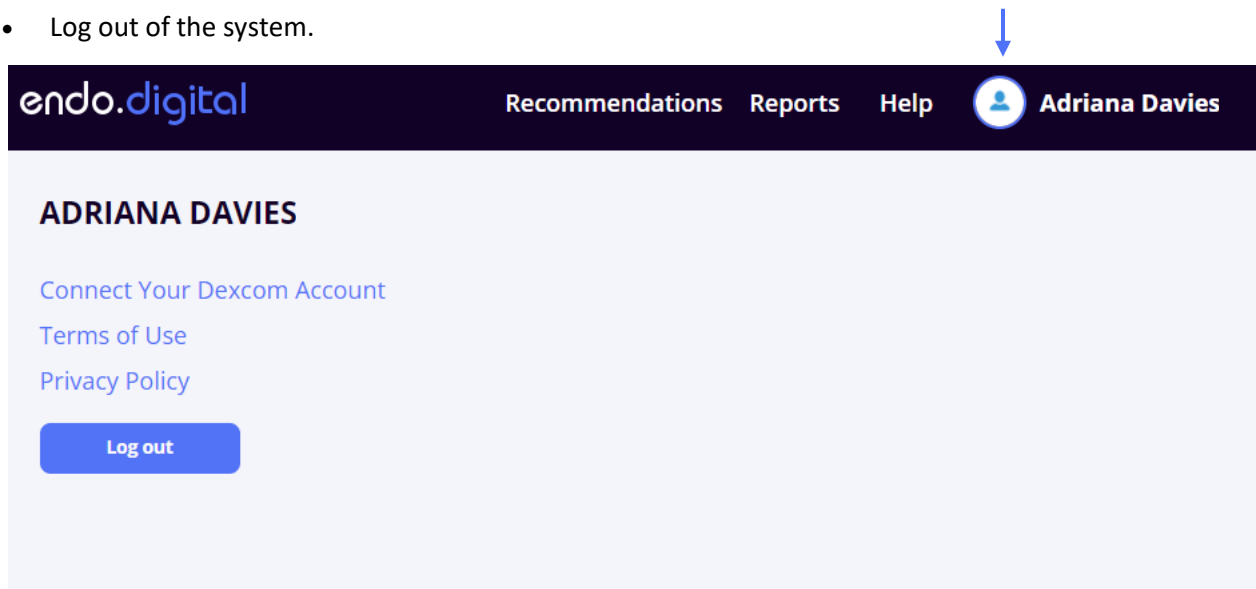 • Log out of the system.
endo.digital Recommendations Reports Help Adriana Davies
ADRIANA DAVIES
Connect Your Dexcom Account
Terms of Use
Privacy Policy
Log out